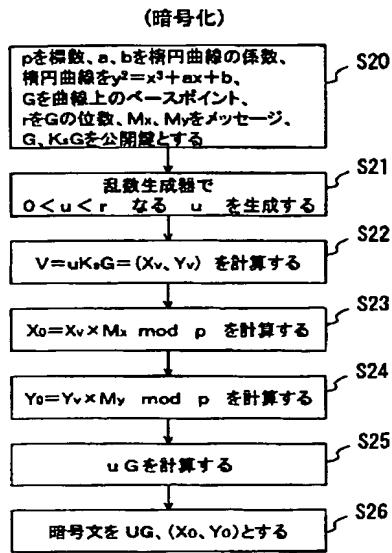 (暗号化)
S20
pを標数、a、bを楕円曲線の係数、
楕円曲線をy²=x³+ax+b、
Gを曲線上のベースポイント、
rをGの位数、Mx、Myをメッセージ、
G、KsGを公開鍵とする
S21
乱数生成器で
0<u<r なる u を生成する
S22
V=uKsG=(Xv、Yv) を計算する
S23
X0=Xv×Mx mod p を計算する
S24
Y0=Yv×My mod p を計算する
S25
uGを計算する
S26
暗号文をUG、(X0、Y0)とする